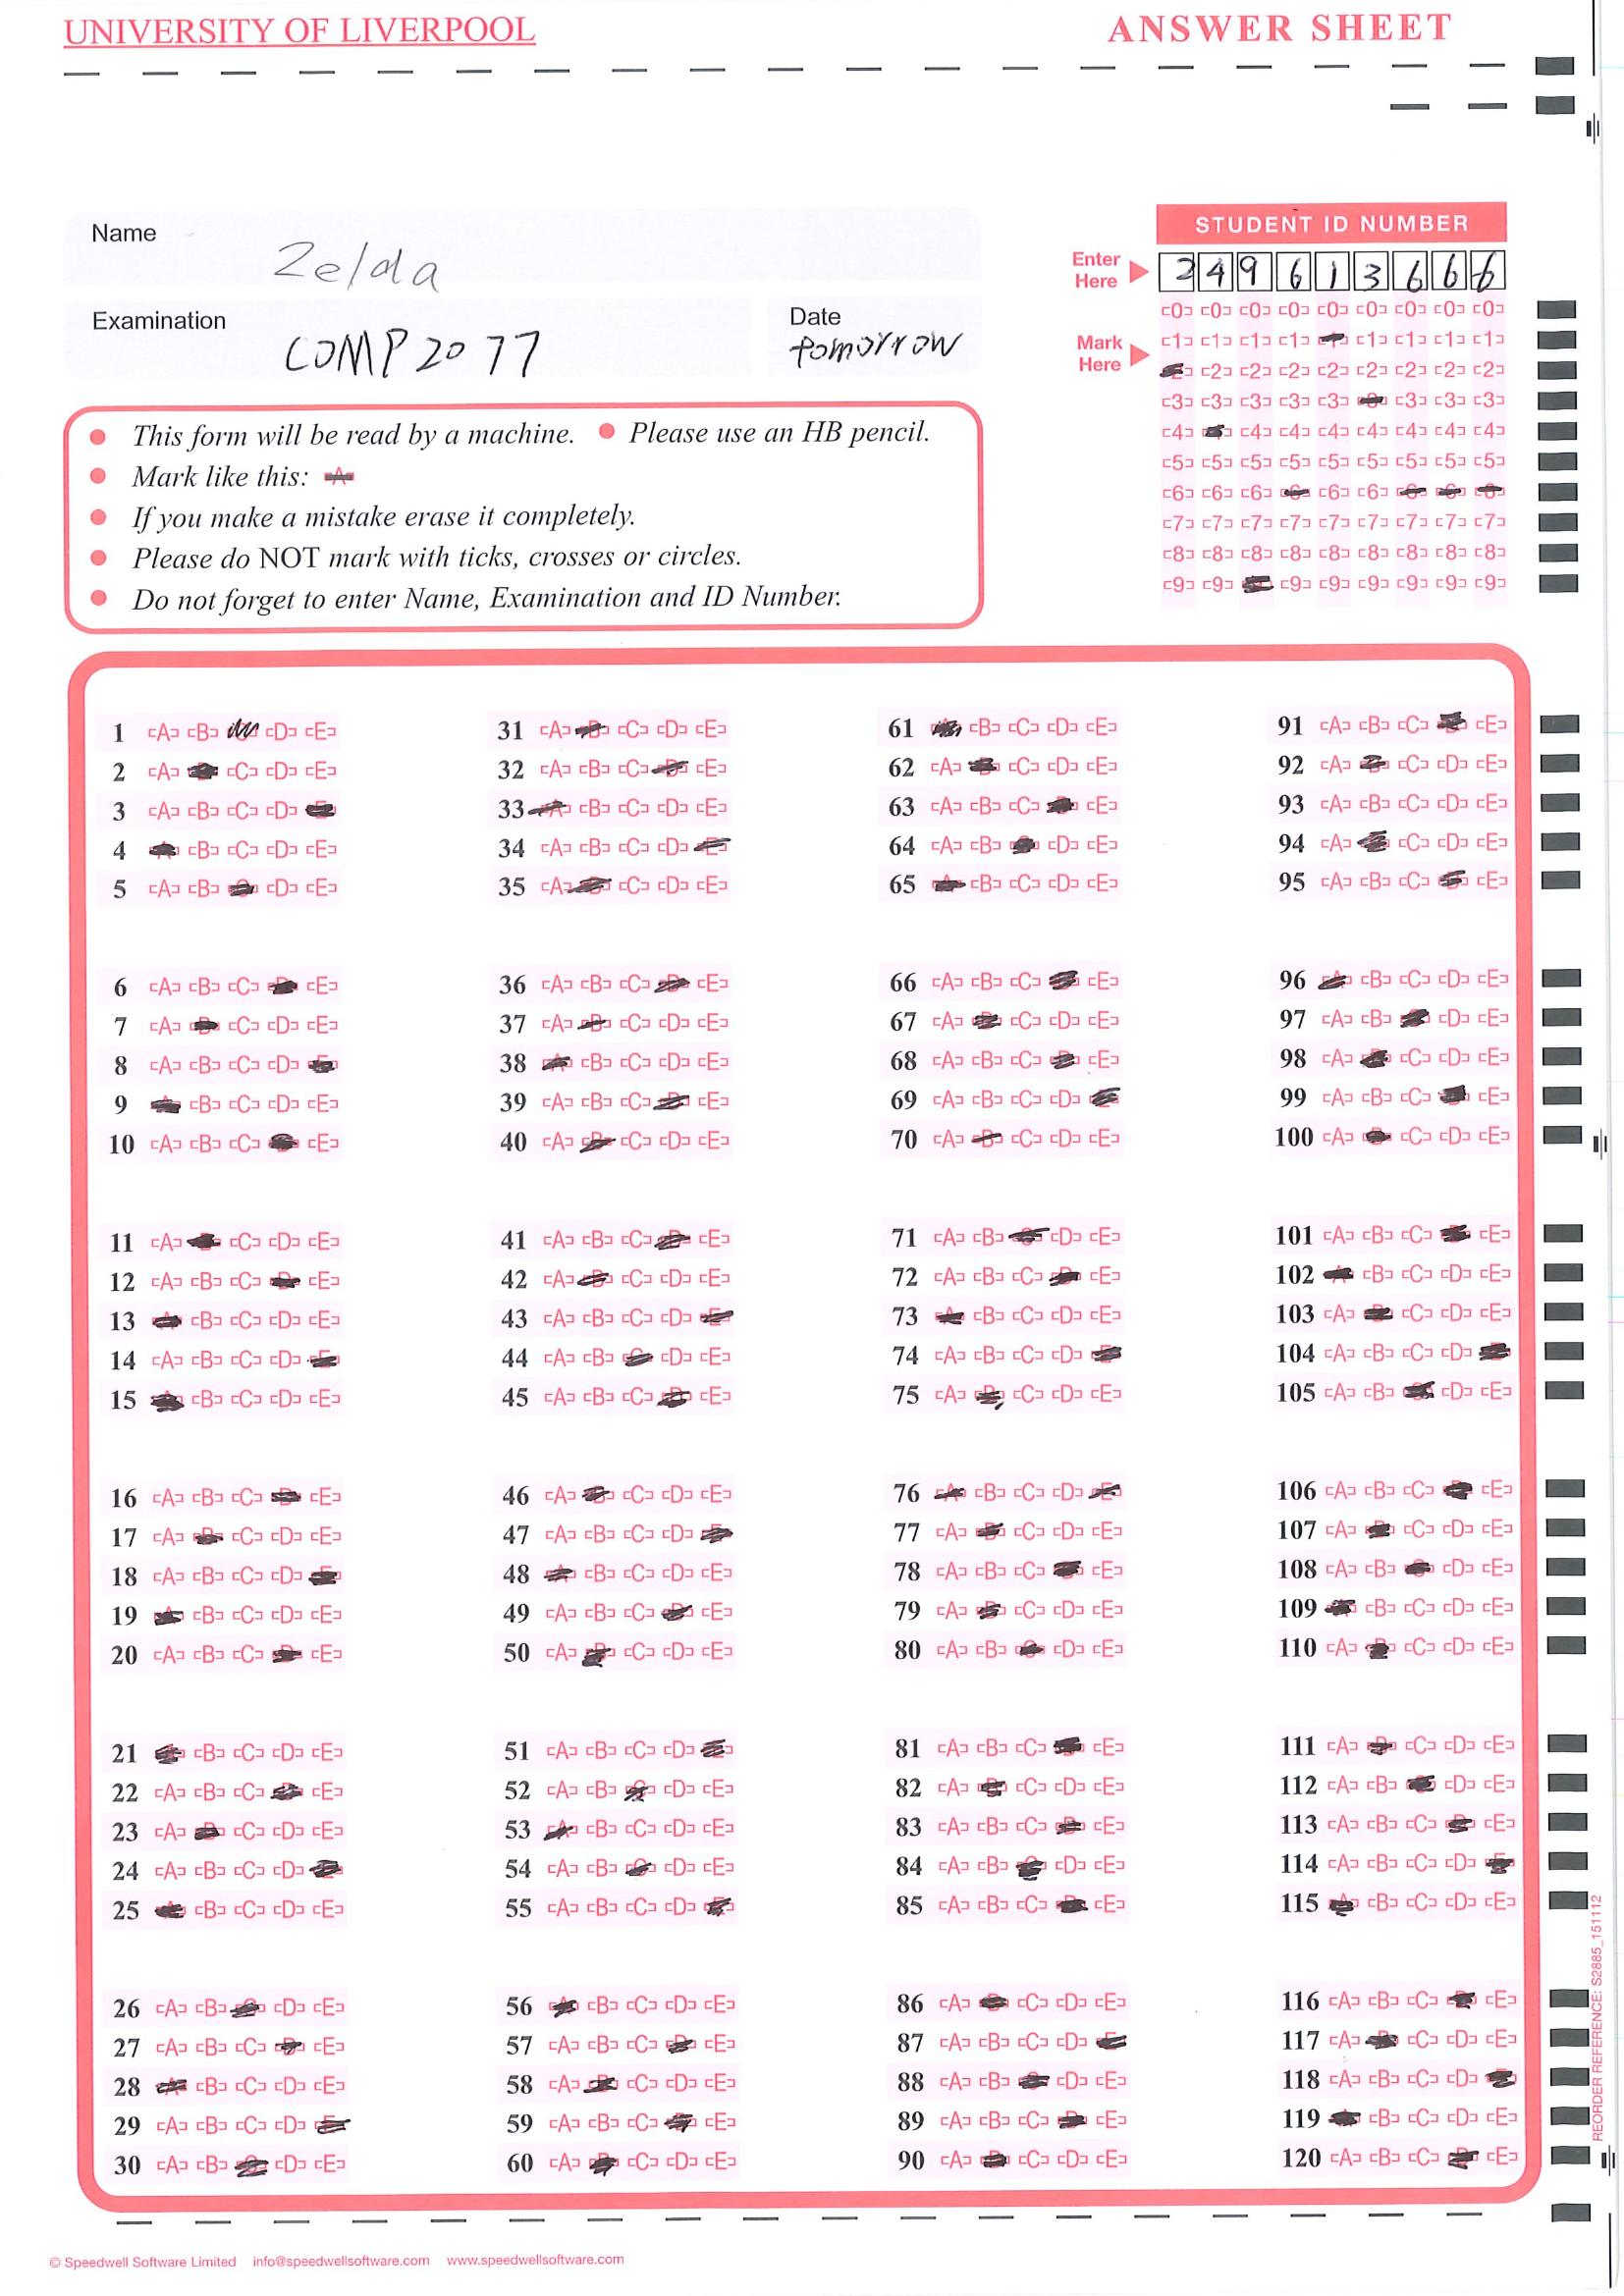 UNIVERSITY OF LIVERPOOL
ANSWER SHEET
Name
Zelda
Examination
COMP2077
Date
tomorrow
STUDENT ID NUMBER
Enter Here
2 4 9 6 1 3 6 6 6
Mark Here
[0] [0] [0] [0] [0] [0] [0] [0] [0]
[1] [1] [1] [1] [1] [1] [1] [1]
[2] [2] [2] [2] [2] [2] [2] [2]
[3] [3] [3] [3] [3] [3] [3] [3]
[4] [4] [4] [4] [4] [4] [4] [4]
[5] [5] [5] [5] [5] [5] [5] [5] [5]
[6] [6] [6] [6] [6]
[7] [7] [7] [7] [7] [7] [7] [7] [7]
[8] [8] [8] [8] [8] [8] [8] [8] [8]
[9] [9] [9] [9] [9] [9] [9] [9]
This form will be read by a machine. Please use an HB pencil.
Mark like this: [A]
If you make a mistake erase it completely.
Please do NOT mark with ticks, crosses or circles.
Do not forget to enter Name, Examination and ID Number.
1 [A] [B] [D] [E]
2 [A] [C] [D] [E]
3 [A] [B] [C] [D]
4 [B] [C] [D] [E]
5 [A] [B] [D] [E]
6 [A] [B] [C] [E]
7 [A] [C] [D] [E]
8 [A] [B] [C] [D]
9 [B] [C] [D] [E]
10 [A] [B] [C] [E]
11 [A] [C] [D] [E]
12 [A] [B] [C] [E]
13 [B] [C] [D] [E]
14 [A] [B] [C] [D]
15 [B] [C] [D] [E]
16 [A] [B] [C] [E]
17 [A] [C] [D] [E]
18 [A] [B] [C] [D]
19 [B] [C] [D] [E]
20 [A] [B] [C] [E]
21 [B] [C] [D] [E]
22 [A] [B] [C] [E]
23 [A] [C] [D] [E]
24 [A] [B] [C] [D]
25 [B] [C] [D] [E]
26 [A] [B] [D] [E]
27 [A] [B] [C] [E]
28 [B] [C] [D] [E]
29 [A] [B] [C] [D]
30 [A] [B] [D] [E]
31 [A] [C] [D] [E]
32 [A] [B] [C] [E]
33 [B] [C] [D] [E]
34 [A] [B] [C] [D]
35 [A] [C] [D] [E]
36 [A] [B] [C] [E]
37 [A] [C] [D] [E]
38 [B] [C] [D] [E]
39 [A] [B] [C] [E]
40 [A] [C] [D] [E]
41 [A] [B] [C] [E]
42 [A] [C] [D] [E]
43 [A] [B] [C] [D]
44 [A] [B] [D] [E]
45 [A] [B] [C] [E]
46 [A] [C] [D] [E]
47 [A] [B] [C] [D]
48 [B] [C] [D] [E]
49 [A] [B] [C] [E]
50 [A] [C] [D] [E]
51 [A] [B] [C] [D]
52 [A] [B] [D] [E]
53 [B] [C] [D] [E]
54 [A] [B] [D] [E]
55 [A] [B] [C] [D]
56 [B] [C] [D] [E]
57 [A] [B] [C] [E]
58 [A] [C] [D] [E]
59 [A] [B] [C] [E]
60 [A] [C] [D] [E]
61 [B] [C] [D] [E]
62 [A] [C] [D] [E]
63 [A] [B] [C] [E]
64 [A] [B] [D] [E]
65 [B] [C] [D] [E]
66 [A] [B] [C] [E]
67 [A] [C] [D] [E]
68 [A] [B] [C] [E]
69 [A] [B] [C] [D]
70 [A] [C] [D] [E]
71 [A] [B] [D] [E]
72 [A] [B] [C] [E]
73 [B] [C] [D] [E]
74 [A] [B] [C] [D]
75 [A] [C] [D] [E]
76 [B] [C] [D]
77 [A] [C] [D] [E]
78 [A] [B] [C] [E]
79 [A] [C] [D] [E]
80 [A] [B] [D] [E]
81 [A] [B] [C] [E]
82 [A] [C] [D] [E]
83 [A] [B] [C] [E]
84 [A] [B] [D] [E]
85 [A] [B] [C] [E]
86 [A] [C] [D] [E]
87 [A] [B] [C] [D]
88 [A] [B] [D] [E]
89 [A] [B] [C] [E]
90 [A] [C] [D] [E]
91 [A] [B] [C] [E]
92 [A] [C] [D] [E]
93 [A] [B] [C] [D] [E]
94 [A] [C] [D] [E]
95 [A] [B] [C] [E]
96 [B] [C] [D] [E]
97 [A] [B] [D] [E]
98 [A] [C] [D] [E]
99 [A] [B] [C] [E]
100 [A] [C] [D] [E]
101 [A] [B] [C] [E]
102 [B] [C] [D] [E]
103 [A] [C] [D] [E]
104 [A] [B] [C] [D]
105 [A] [B] [D] [E]
106 [A] [B] [C] [E]
107 [A] [C] [D] [E]
108 [A] [B] [D] [E]
109 [B] [C] [D] [E]
110 [A] [C] [D] [E]
111 [A] [C] [D] [E]
112 [A] [B] [D] [E]
113 [A] [B] [C] [E]
114 [A] [B] [C] [D]
115 [B] [C] [D] [E]
116 [A] [B] [C] [E]
117 [A] [C] [D] [E]
118 [A] [B] [C] [D]
119 [B] [C] [D] [E]
120 [A] [B] [C] [E]
REORDER REFERENCE: S2885_151112
© Speedwell Software Limited info@speedwellsoftware.com www.speedwellsoftware.com